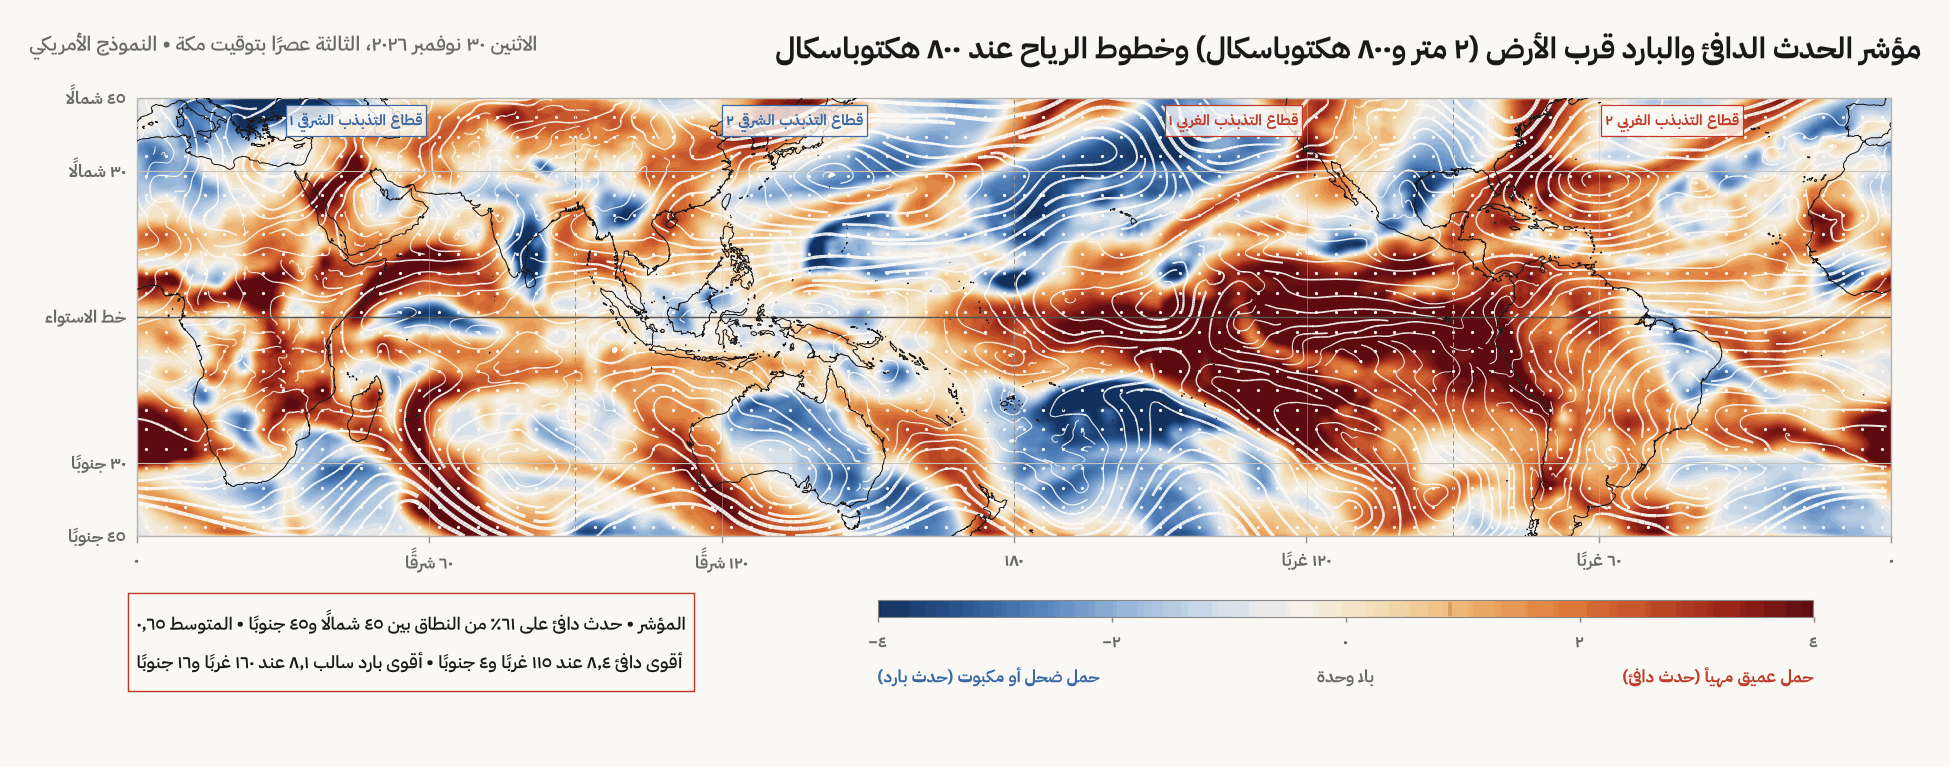 مؤشر الحدث الدافئ والبارد قرب الأرض (٢ متر و٨٠٠ هكتوباسكال) وخطوط الرياح عند ٨٠٠ هكتوباسكال
الاثنين ٣٠ نوفمبر ٢٠٢٦، الثالثة عصرًا بتوقيت مكة • النموذج الأمريكي
قطاع التذبذب الشرقي ١
قطاع التذبذب الشرقي ٢
قطاع التذبذب الغربي ١
قطاع التذبذب الغربي ٢
٤٥ شمالًا
٣٠ شمالًا
خط الاستواء
٣٠ جنوبًا
٤٥ جنوبًا
٠
٦٠ شرقًا
١٢٠ شرقًا
١٨٠
١٢٠ غربًا
٦٠ غربًا
٠
المؤشر • حدث دافئ على ٦١٪ من النطاق بين ٤٥ شمالًا و٤٥ جنوبًا • المتوسط ٠,٦٥
أقوى دافئ ٨,٤ عند ١١٥ غربًا و٤ جنوبًا • أقوى بارد سالب ٨,١ عند ١٦٠ غربًا و١٦ جنوبًا
−٤
−٢
٠
٢
٤
حمل عميق مهيأ (حدث دافئ)
بلا وحدة
حمل ضحل أو مكبوت (حدث بارد)